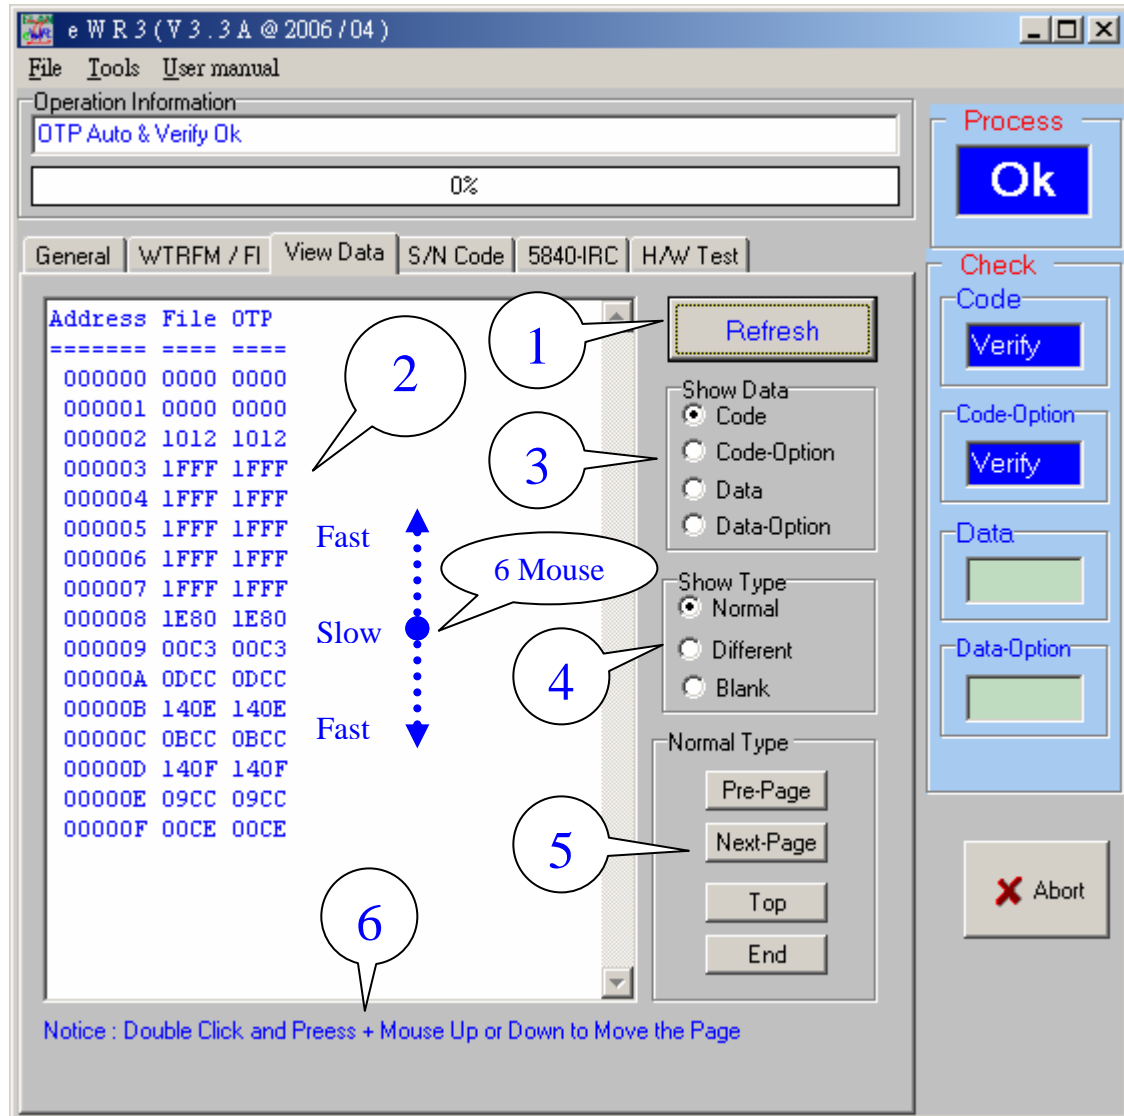 e W R 3 ( V 3 . 3 A @ 2006 / 04 )
File Tools User manual
Operation Information
OTP Auto & Verify Ok
0%
Process
Ok
General WTRFM / FI View Data S/N Code 5840-IRC H/W Test
Address File OTP
======= ==== ====
000000 0000 0000
000001 0000 0000
000002 1012 1012
000003 1FFF 1FFF
000004 1FFF 1FFF
000005 1FFF 1FFF
000006 1FFF 1FFF
000007 1FFF 1FFF
000008 1E80 1E80
000009 00C3 00C3
00000A 0DCC 0DCC
00000B 140E 140E
00000C 0BCC 0BCC
00000D 140F 140F
00000E 09CC 09CC
00000F 00CE 00CE
2
Fast
Slow
Fast
6 Mouse
6
1
Refresh
3
Show Data
Code
Code-Option
Data
Data-Option
4
Show Type
Normal
Different
Blank
5
Normal Type
Pre-Page
Next-Page
Top
End
Notice : Double Click and Preess + Mouse Up or Down to Move the Page
Check
Code
Verify
Code-Option
Verify
Data
Data-Option
Abort